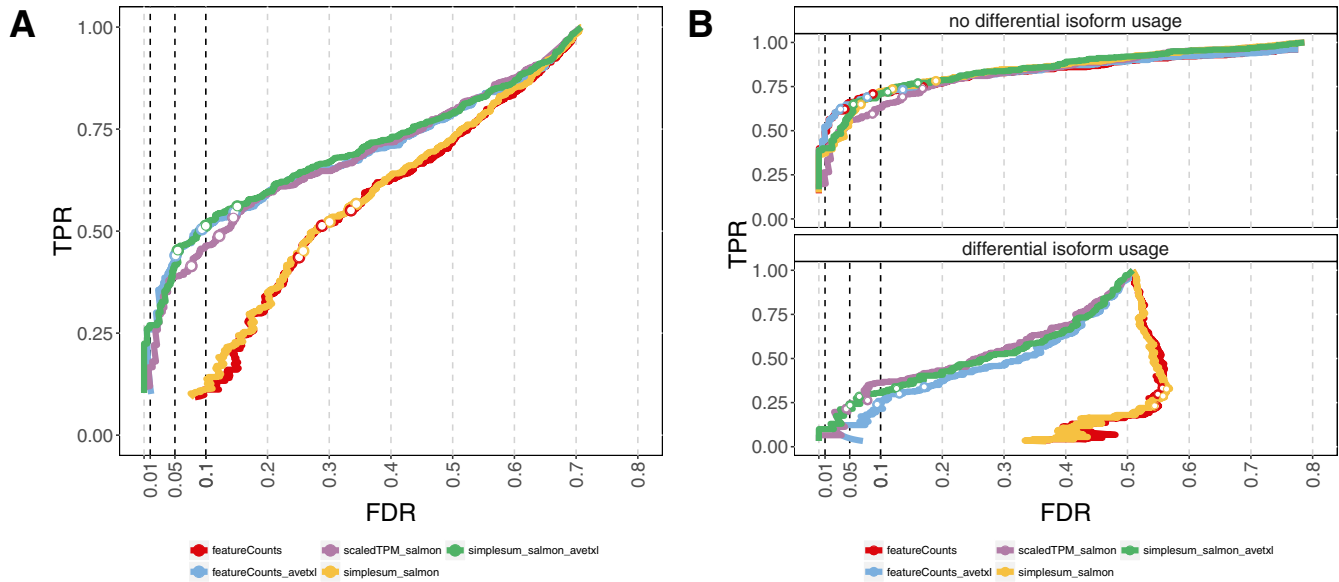 A
1.00
0.75
0.50
0.25
0.00
TPR
0.01
0.05
0.1
0.2
0.3
0.4
0.5
0.6
0.7
0.8
FDR
featureCounts
scaledTPM_salmon
simplesum_salmon_avetxl
featureCounts_avetxl
simplesum_salmon
B
no differential isoform usage
1.00
0.75
0.50
0.25
0.00
differential isoform usage
1.00
0.75
0.50
0.25
0.00
TPR
0.01
0.05
0.1
0.2
0.3
0.4
0.5
0.6
0.7
0.8
FDR
featureCounts
scaledTPM_salmon
simplesum_salmon_avetxl
featureCounts_avetxl
simplesum_salmon